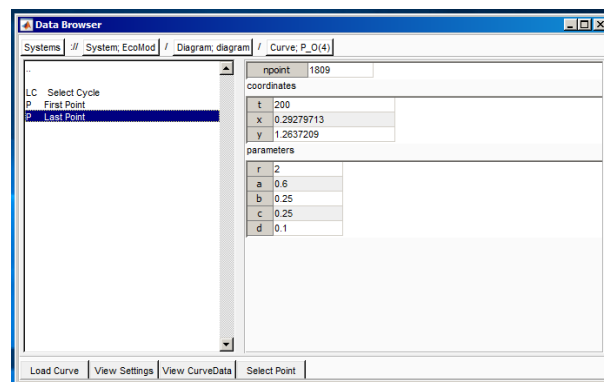 Data Browser
Systems :// System; EcoMod / Diagram; diagram / Curve; P_O(4)
..
LC Select Cycle
P First Point
P Last Point
npoint 1809
coordinates
t 200
x 0.29279713
y 1.2637209
parameters
r 2
a 0.6
b 0.25
c 0.25
d 0.1
Load Curve View Settings View CurveData Select Point